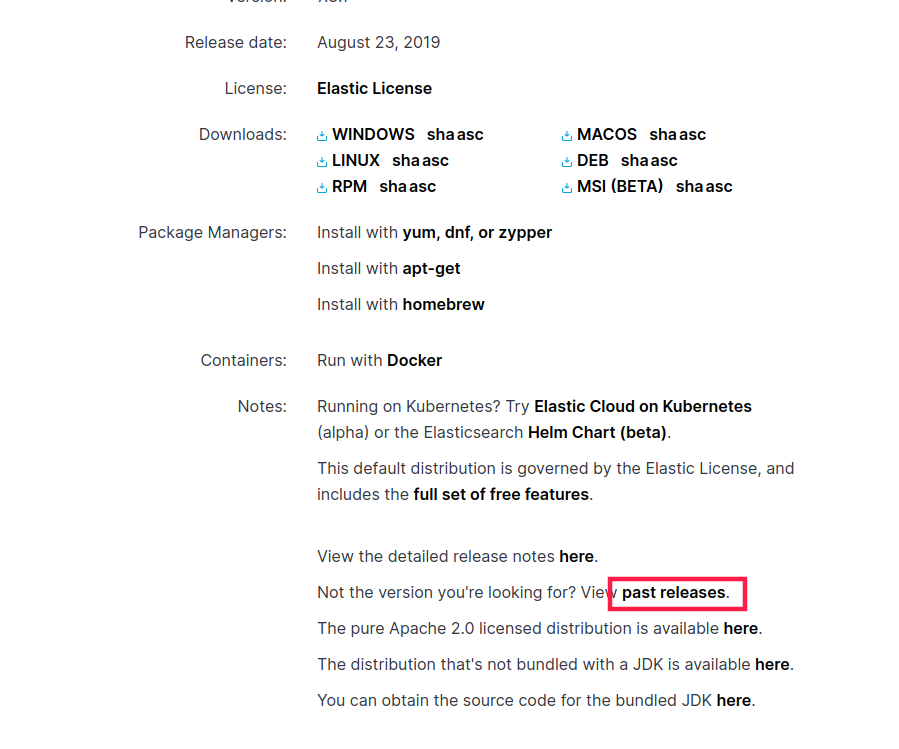 Release date: August 23, 2019
License: Elastic License
Downloads: WINDOWS sha asc MACOS sha asc
LINUX sha asc DEB sha asc
RPM sha asc MSI (BETA) sha asc
Package Managers: Install with yum, dnf, or zypper
Install with apt-get
Install with homebrew
Containers: Run with Docker
Notes: Running on Kubernetes? Try Elastic Cloud on Kubernetes
(alpha) or the Elasticsearch Helm Chart (beta).
This default distribution is governed by the Elastic License, and
includes the full set of free features.
View the detailed release notes here.
Not the version you're looking for? View past releases.
The pure Apache 2.0 licensed distribution is available here.
The distribution that's not bundled with a JDK is available here.
You can obtain the source code for the bundled JDK here.